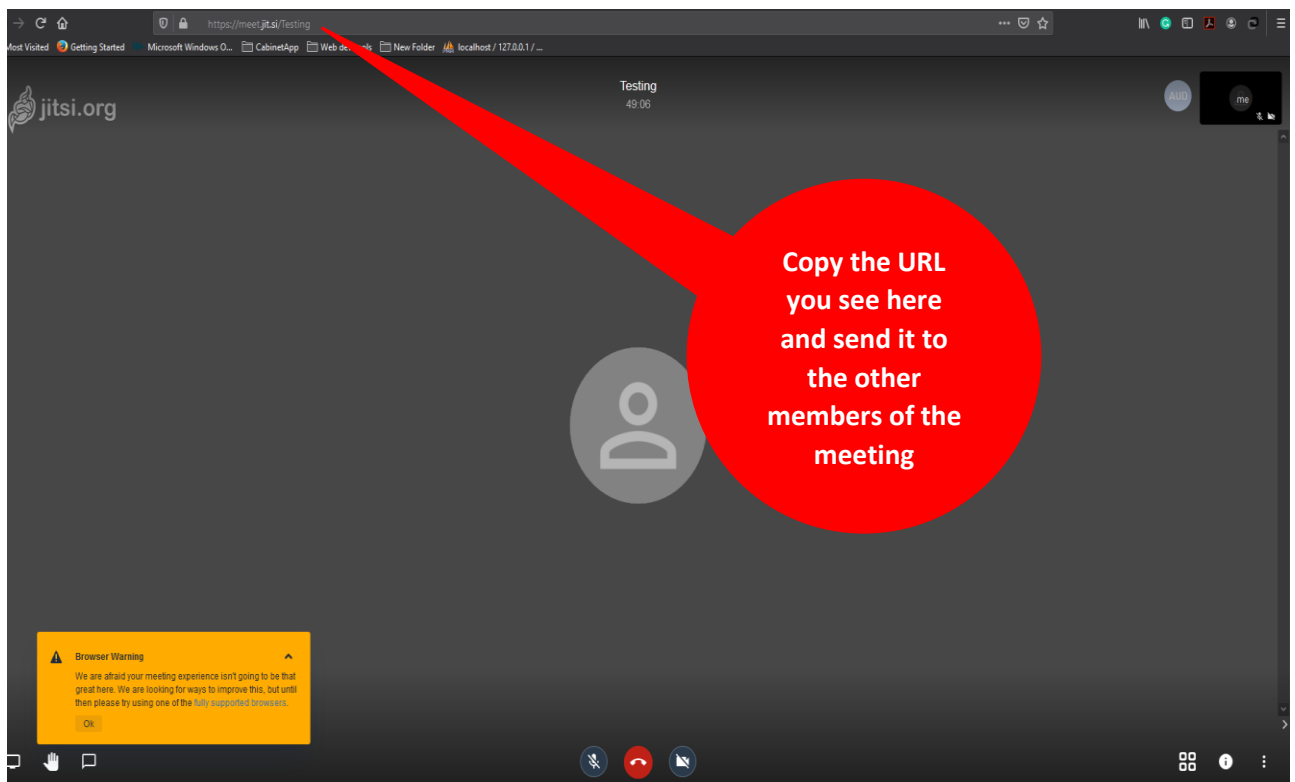 https://meet.jit.si/Testing
Most Visited Getting Started Microsoft Windows O... CabinetApp New Folder localhost / 127.0.0.1 / ...
jitsi.org
Testing
49:06
AUD
me
Copy the URL
you see here
and send it to
the other
members of the
meeting
Browser Warning
We are afraid your meeting experience isn't going to be that
great here. We are looking for ways to improve this, but until
then please try using one of the fully supported browsers.
Ok